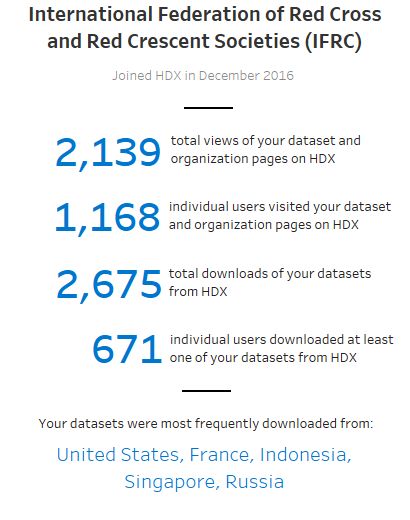 International Federation of Red Cross
and Red Crescent Societies (IFRC)
Joined HDX in December 2016
2,139
total views of your dataset and
organization pages on HDX
1,168
individual users visited your dataset
and organization pages on HDX
2,675
total downloads of your datasets
from HDX
671
individual users downloaded at least
one of your datasets from HDX
Your datasets were most frequently downloaded from:
United States, France, Indonesia,
Singapore, Russia